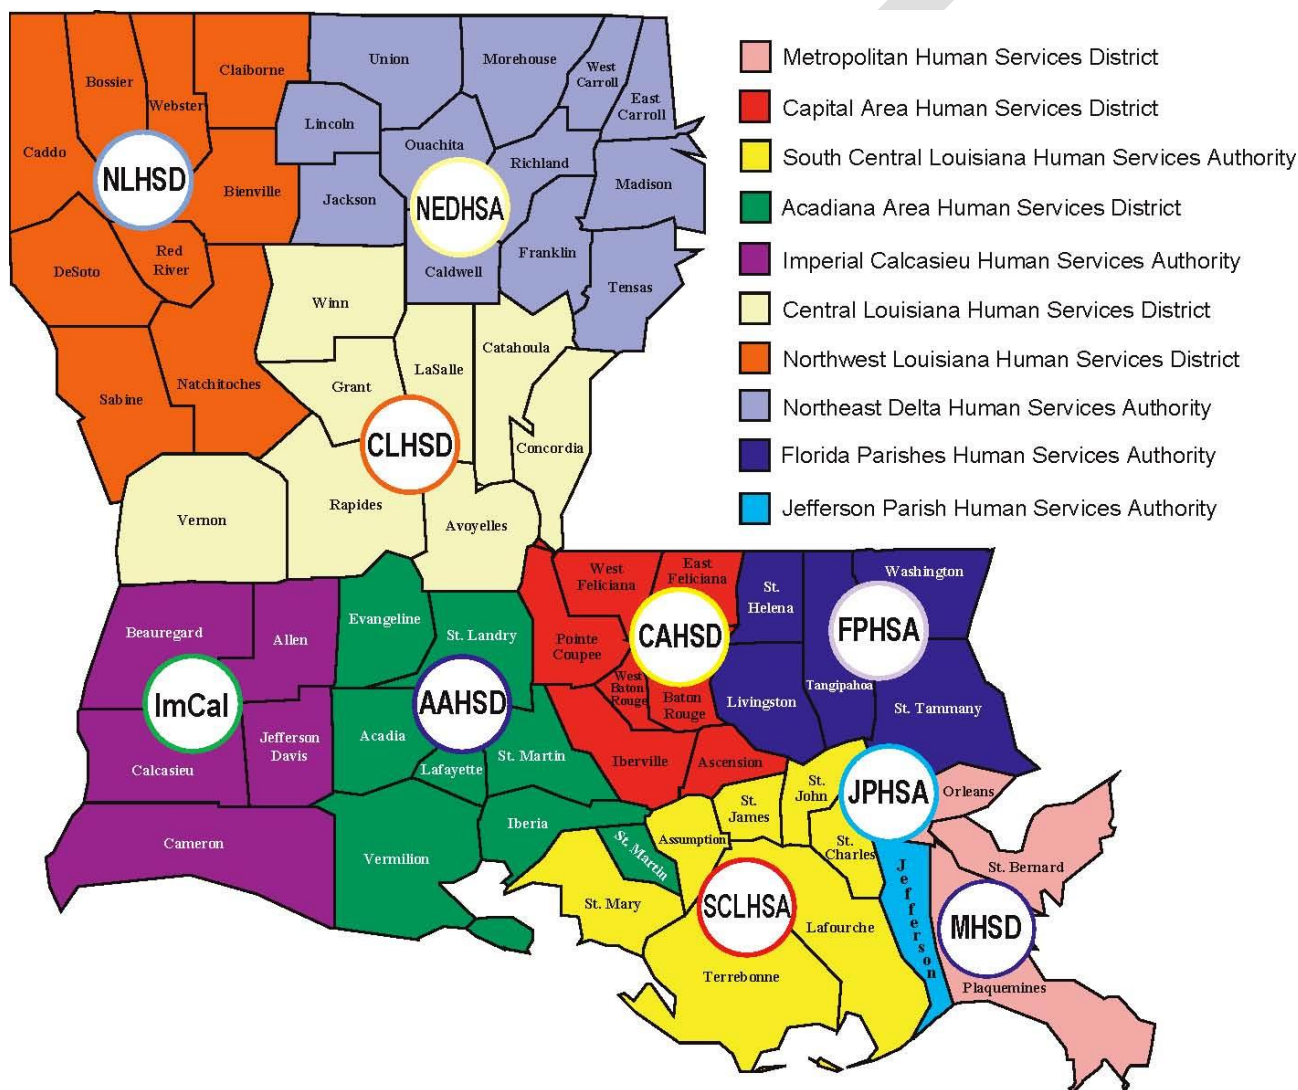 Union
Morehouse
West
Carroll
East
Carroll
Claiborne
Bossier
Webster
Lincoln
Caddo
Ouachita
Richland
Madison
NLHSD
Bienville
Jackson
NEDHSA
Franklin
Caldwell
Tensas
DeSoto
Red
River
Winn
Catahoula
LaSalle
Grant
Natchitoches
Sabine
CLHSD
Concordia
Rapides
Vernon
Avoyelles
Metropolitan Human Services District
Capital Area Human Services District
South Central Louisiana Human Services Authority
Acadiana Area Human Services District
Imperial Calcasieu Human Services Authority
Central Louisiana Human Services District
Northwest Louisiana Human Services District
Northeast Delta Human Services Authority
Florida Parishes Human Services Authority
Jefferson Parish Human Services Authority
West
Feliciana
East
Feliciana
St.
Helena
Washington
Beauregard
Allen
Evangeline
St. Landry
Pointe
Coupee
CAHSD
FPHSA
West
Baton
Rouge
Baton
Rouge
Livingston
Tangipahoa
St. Tammany
ImCal
AAHSD
Calcasieu
Jefferson
Davis
Acadia
Lafayette
St. Martin
Iberville
Ascension
St.
John
JPHSA
Orleans
St.
James
Cameron
Vermilion
Iberia
St. Martin
Assumption
St.
Charles
St. Bernard
St. Mary
SCLHSA
Lafourche
Jefferson
MHSD
Terrebonne
Plaquemines